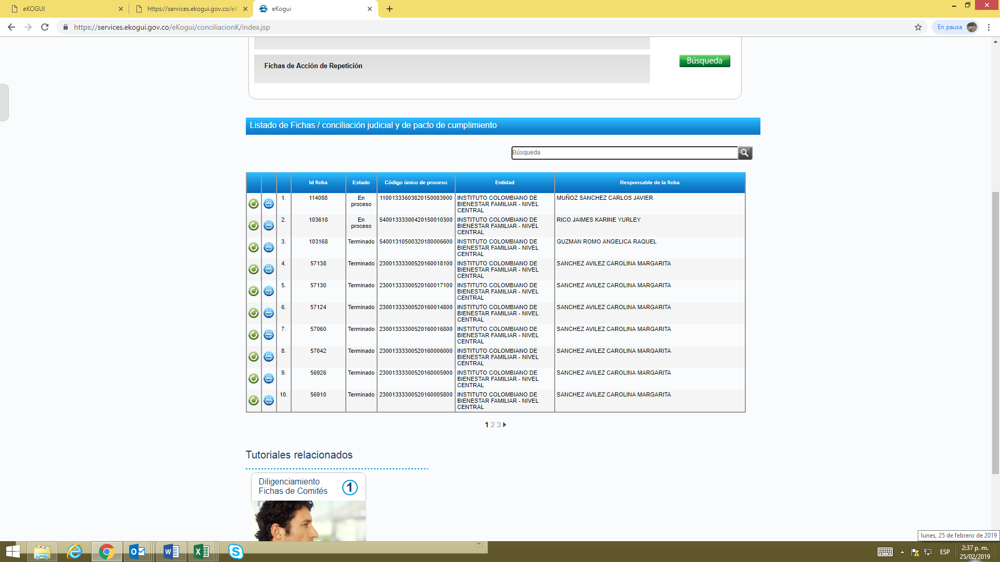 eKOGUI
https://services.ekogui.gov.co/eK
eKogui
https://services.ekogui.gov.co/eKogui/conciliacionK/index.jsp
En pausa
Fichas de Acción de Repetición
Búsqueda
Listado de Fichas / conciliación judicial y de pacto de cumplimiento
Búsqueda
Id ficha Estado Código único de proceso Entidad Responsable de la ficha
1. 114088 En proceso 11001333603820150083900 INSTITUTO COLOMBIANO DE BIENESTAR FAMILIAR - NIVEL CENTRAL MUÑOZ SANCHEZ CARLOS JAVIER
2. 103618 En proceso 54001333300420150010300 INSTITUTO COLOMBIANO DE BIENESTAR FAMILIAR - NIVEL CENTRAL RICO JAIMES KARINE YURLEY
3. 103168 Terminado 54001310500320180006600 INSTITUTO COLOMBIANO DE BIENESTAR FAMILIAR - NIVEL CENTRAL GUZMAN ROMO ANGELICA RAQUEL
4. 57138 Terminado 23001333300520160018100 INSTITUTO COLOMBIANO DE BIENESTAR FAMILIAR - NIVEL CENTRAL SANCHEZ AVILEZ CAROLINA MARGARITA
5. 57130 Terminado 23001333300520160017100 INSTITUTO COLOMBIANO DE BIENESTAR FAMILIAR - NIVEL CENTRAL SANCHEZ AVILEZ CAROLINA MARGARITA
6. 57124 Terminado 23001333300520160014800 INSTITUTO COLOMBIANO DE BIENESTAR FAMILIAR - NIVEL CENTRAL SANCHEZ AVILEZ CAROLINA MARGARITA
7. 57060 Terminado 23001333300520160016800 INSTITUTO COLOMBIANO DE BIENESTAR FAMILIAR - NIVEL CENTRAL SANCHEZ AVILEZ CAROLINA MARGARITA
8. 57042 Terminado 23001333300520160006000 INSTITUTO COLOMBIANO DE BIENESTAR FAMILIAR - NIVEL CENTRAL SANCHEZ AVILEZ CAROLINA MARGARITA
9. 56926 Terminado 23001333300520160005900 INSTITUTO COLOMBIANO DE BIENESTAR FAMILIAR - NIVEL CENTRAL SANCHEZ AVILEZ CAROLINA MARGARITA
10. 56910 Terminado 23001333300520160005800 INSTITUTO COLOMBIANO DE BIENESTAR FAMILIAR - NIVEL CENTRAL SANCHEZ AVILEZ CAROLINA MARGARITA
1 2 3
Tutoriales relacionados
Diligenciamiento
Fichas de Comités
1
lunes, 25 de febrero de 2019
ESP
2:37 p. m.
25/02/2019